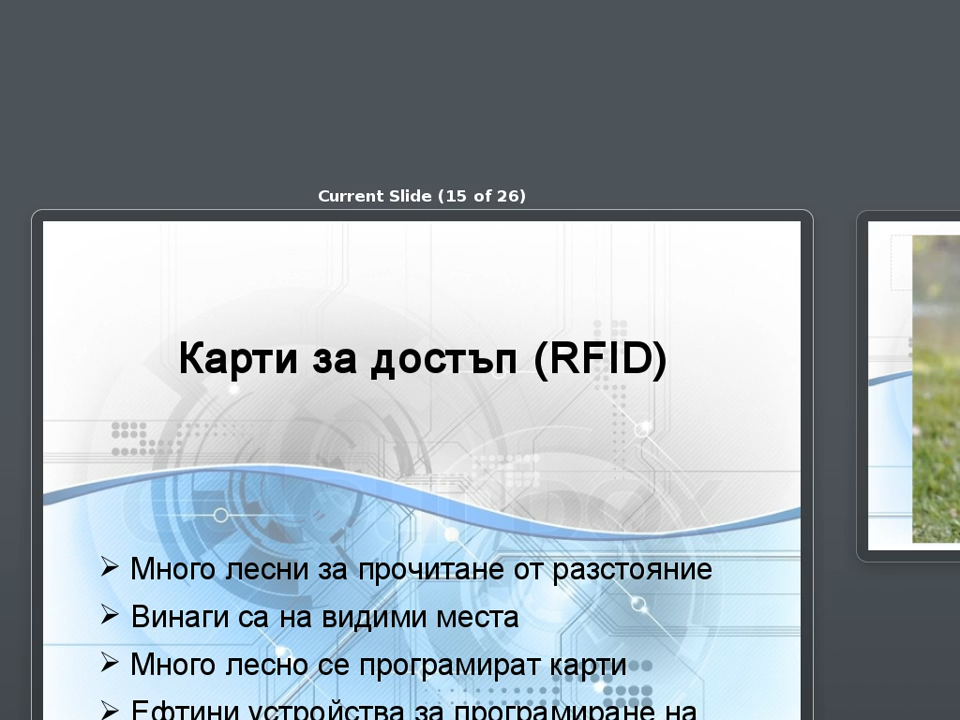 Current Slide (15 of 26)
Карти за достъп (RFID)
Много лесни за прочитане от разстояние
Винаги са на видими места
Много лесно се програмират карти
Ефтини устройства за програмиране на